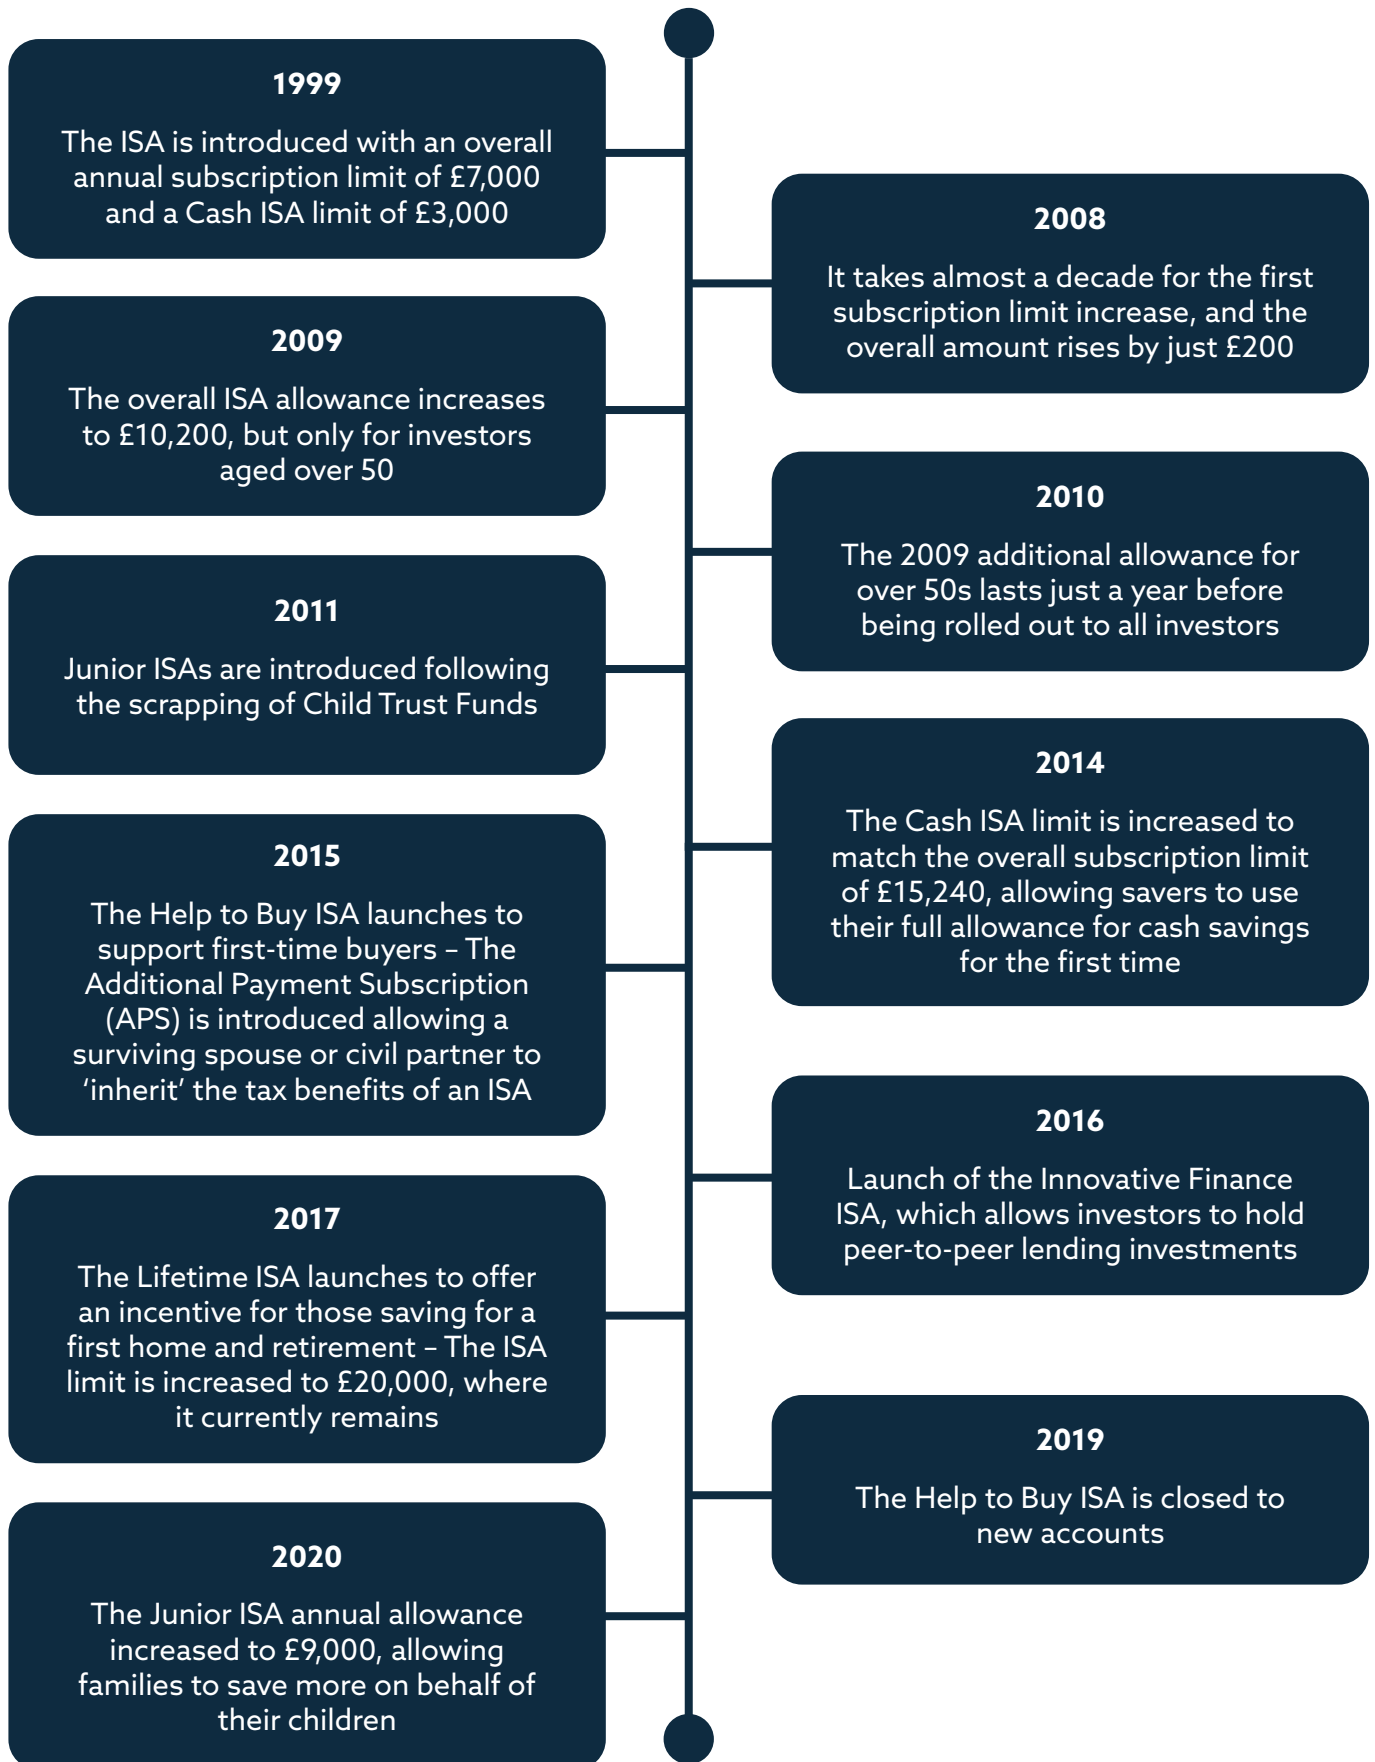 1999
The ISA is introduced with an overall
annual subscription limit of £7,000
and a Cash ISA limit of £3,000
2008
It takes almost a decade for the first
subscription limit increase, and the
overall amount rises by just £200
2009
The overall ISA allowance increases
to £10,200, but only for investors
aged over 50
2010
The 2009 additional allowance for
over 50s lasts just a year before
being rolled out to all investors
2011
Junior ISAs are introduced following
the scrapping of Child Trust Funds
2014
The Cash ISA limit is increased to
match the overall subscription limit
of £15,240, allowing savers to use
their full allowance for cash savings
for the first time
2015
The Help to Buy ISA launches to
support first-time buyers – The
Additional Payment Subscription
(APS) is introduced allowing a
surviving spouse or civil partner to
‘inherit’ the tax benefits of an ISA
2016
Launch of the Innovative Finance
ISA, which allows investors to hold
peer-to-peer lending investments
2017
The Lifetime ISA launches to offer
an incentive for those saving for a
first home and retirement – The ISA
limit is increased to £20,000, where
it currently remains
2019
The Help to Buy ISA is closed to
new accounts
2020
The Junior ISA annual allowance
increased to £9,000, allowing
families to save more on behalf of
their children